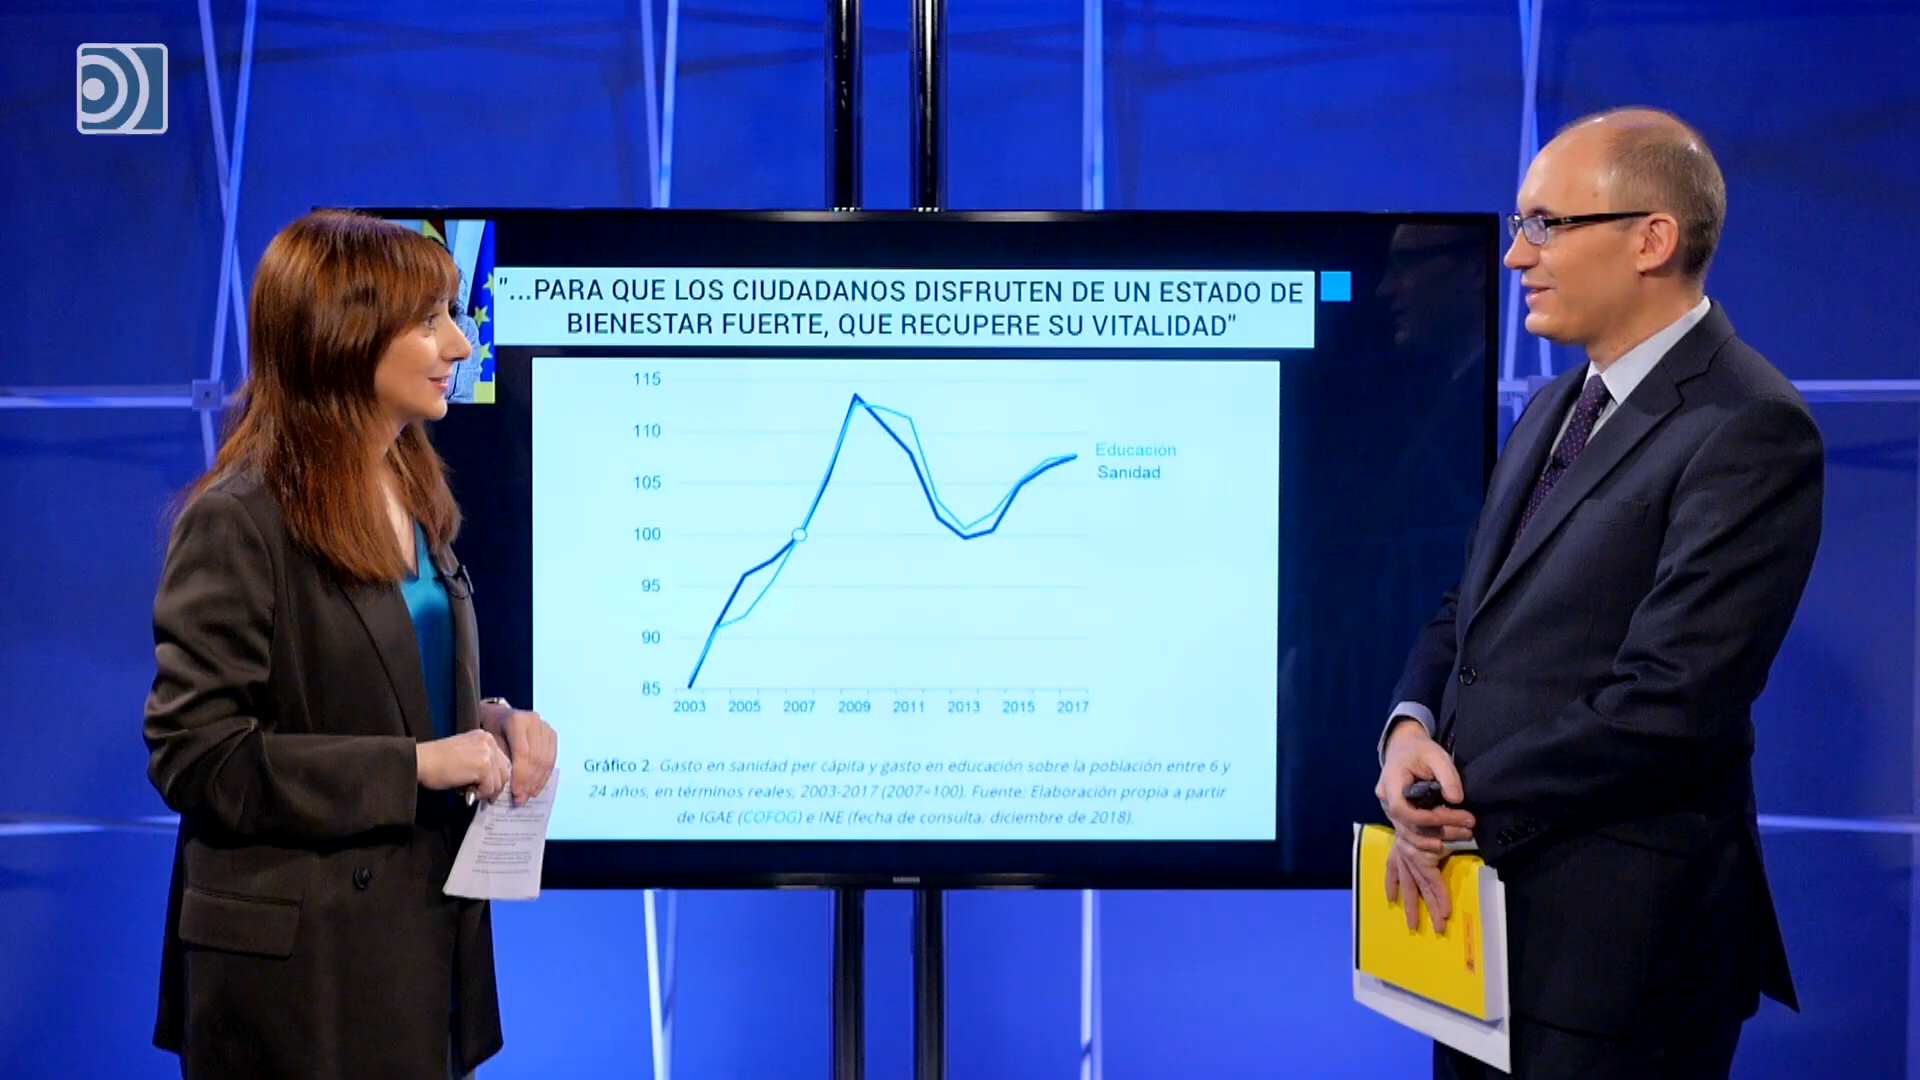 "...PARA QUE LOS CIUDADANOS DISFRUTEN DE UN ESTADO DE
BIENESTAR FUERTE, QUE RECUPERE SU VITALIDAD"
115
110
105
100
95
90
85
Educación
Sanidad
2003 2005 2007 2009 2011 2013 2015 2017
Gráfico 2. Gasto en sanidad per cápita y gasto en educación sobre la población entre 6 y
24 años, en términos reales, 2003-2017 (2007=100). Fuente: Elaboración propia a partir
de IGAE (COFOG) e INE (fecha de consulta: diciembre de 2018).